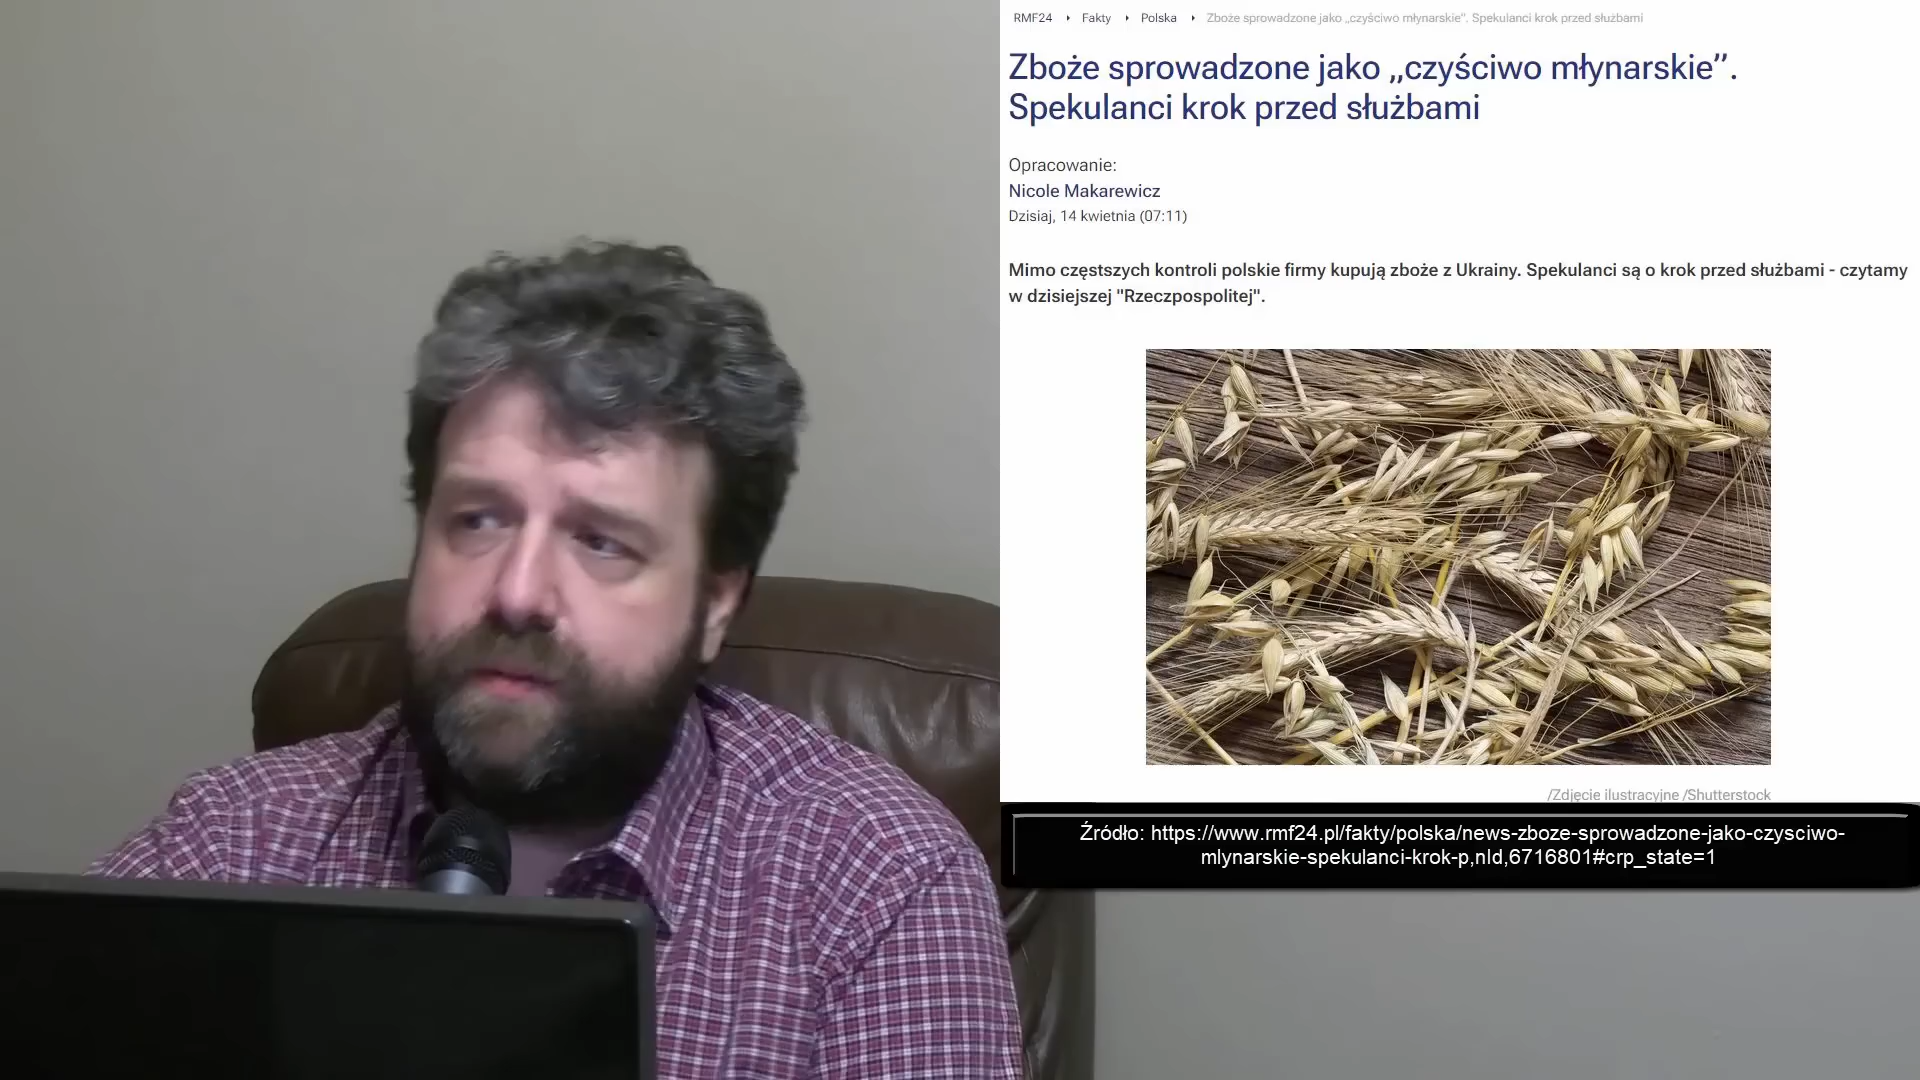 RMF24 ‣ Fakty ‣ Polska ‣ Zboże sprowadzone jako „czyściwo młynarskie”. Spekulanci krok przed służbami
Zboże sprowadzone jako „czyściwo młynarskie”.
Spekulanci krok przed służbami
Opracowanie:
Nicole Makarewicz
Dzisiaj, 14 kwietnia (07:11)
Mimo częstszych kontroli polskie firmy kupują zboże z Ukrainy. Spekulanci są o krok przed służbami - czytamy
w dzisiejszej "Rzeczpospolitej".
/Zdjęcie ilustracyjne /Shutterstock
Źródło: https://www.rmf24.pl/fakty/polska/news-zboze-sprowadzone-jako-czysciwo-
mlynarskie-spekulanci-krok-p,nId,6716801#crp_state=1